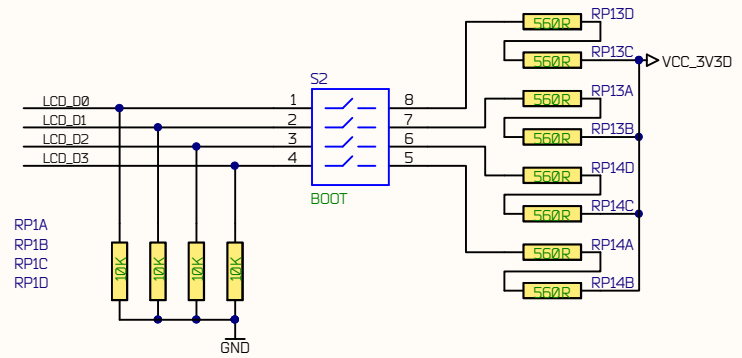 560R RP13D
560R RP13C
VCC_3V3D
S2
LCD_D0 1 8
560R RP13A
LCD_D1 2 7
560R RP13B
LCD_D2 3 6
LCD_D3 4 5
560R RP14D
BOOT
560R RP14C
RP1A
RP1B
RP1C
RP1D
10K 10K 10K 10K
560R RP14A
560R RP14B
GND